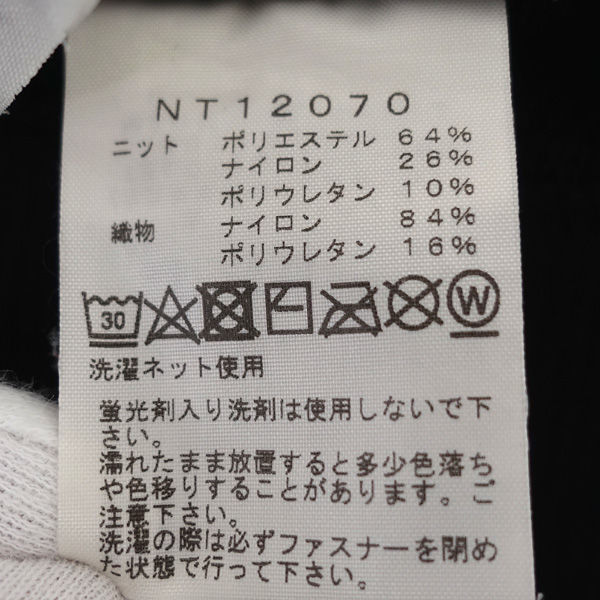 NT12070
ニット ポリエステル 64%
ナイロン 26%
ポリウレタン 10%
織物 ナイロン 84%
ポリウレタン 16%
30 W
洗濯ネット使用
蛍光剤入り洗剤は使用しないで下
さい。
濡れたまま放置すると多少色落ち
や色移りすることがあります。ご
注意下さい。
洗濯の際は必ずファスナーを閉め
た状態で行って下さい。